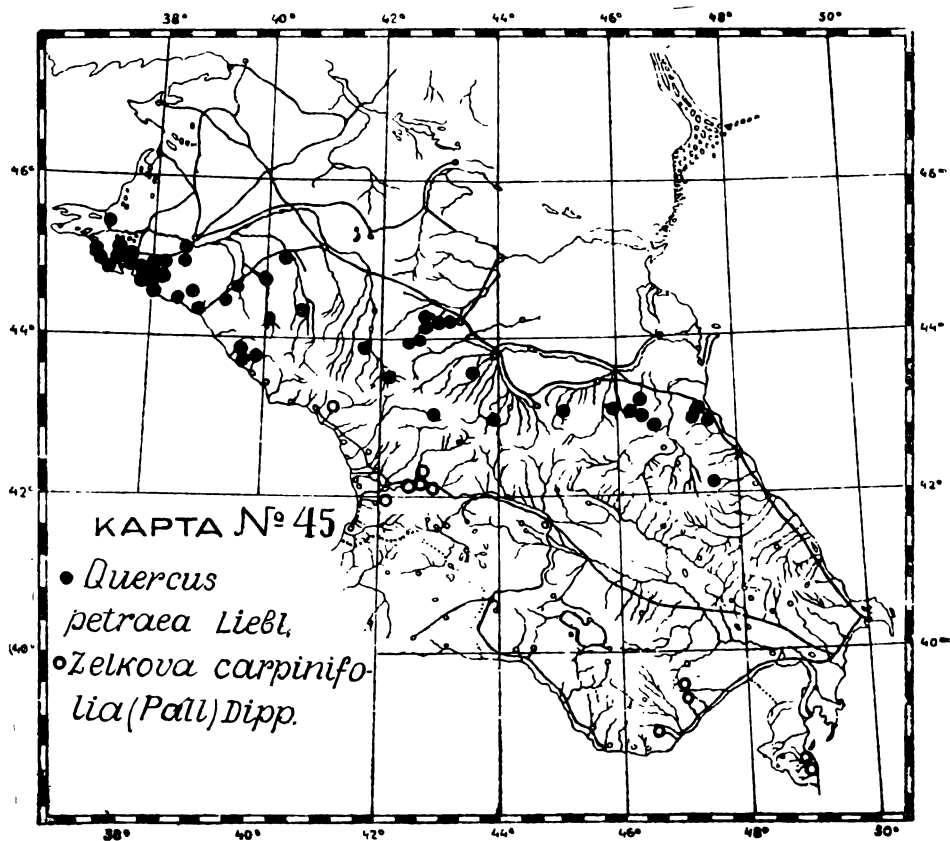 38° 40° 42° 44° 46° 48° 50°
46° 46°
44° 44°
42° 42°
КАРТА № 45
Quercus
petraea Liebl.
40° 40°
Zelkova carpinifo-
lia (Pall) Dipp.
38° 40° 42° 44° 46° 48° 50°